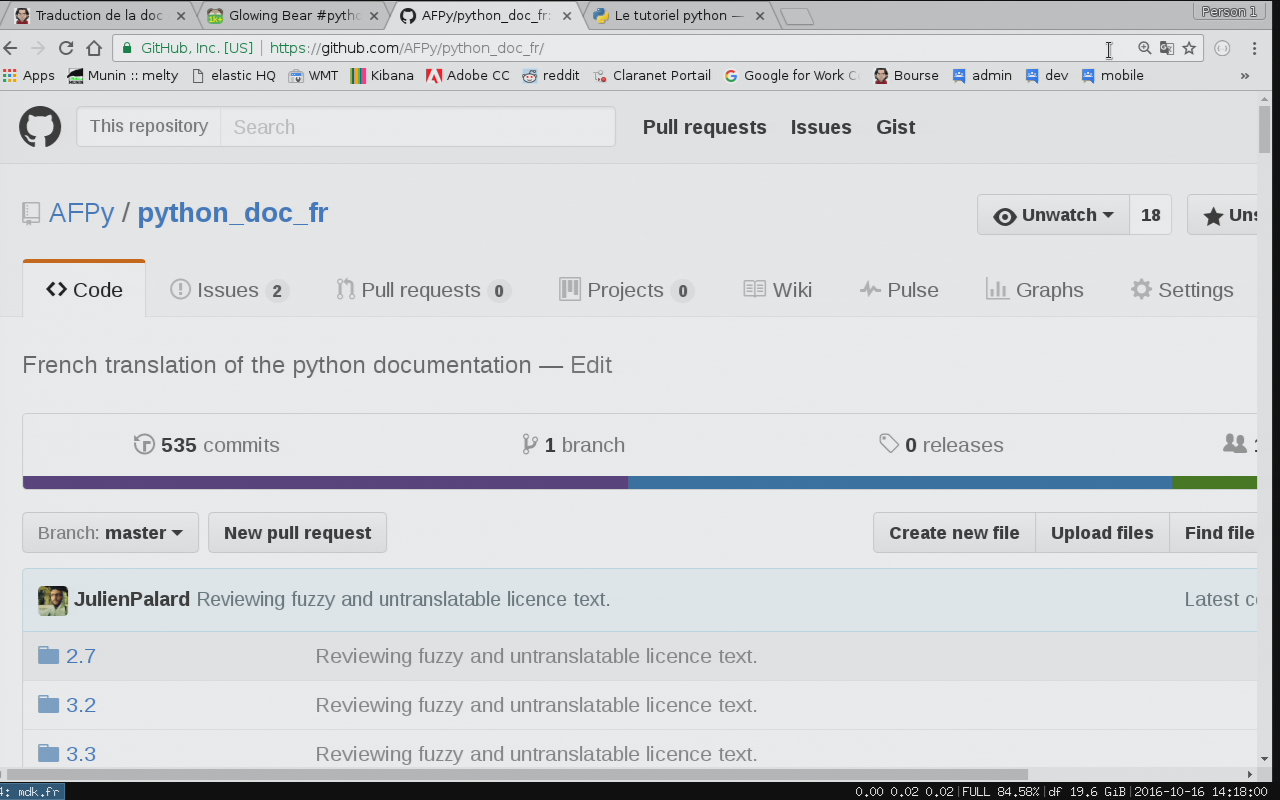 Traduction de la doc
Glowing Bear #pytho
AFPy/python_doc_fr:
Le tutoriel python —
Person 1
GitHub, Inc. [US] https://github.com/AFPy/python_doc_fr/
Apps Munin :: melty elastic HQ WMT Kibana Adobe CC reddit Claranet Portail Google for Work C Bourse admin dev mobile »
This repository Search Pull requests Issues Gist
AFPy / python_doc_fr Unwatch 18 Uns
Code Issues 2 Pull requests 0 Projects 0 Wiki Pulse Graphs Settings
French translation of the python documentation — Edit
535 commits 1 branch 0 releases
Branch: master New pull request Create new file Upload files Find file
JulienPalard Reviewing fuzzy and untranslatable licence text. Latest co
2.7 Reviewing fuzzy and untranslatable licence text.
3.2 Reviewing fuzzy and untranslatable licence text.
3.3 Reviewing fuzzy and untranslatable licence text.
4: mdk.fr 0.00 0.02 0.02|FULL 84.58%|df 19.6 GiB|2016-10-16 14:18:00